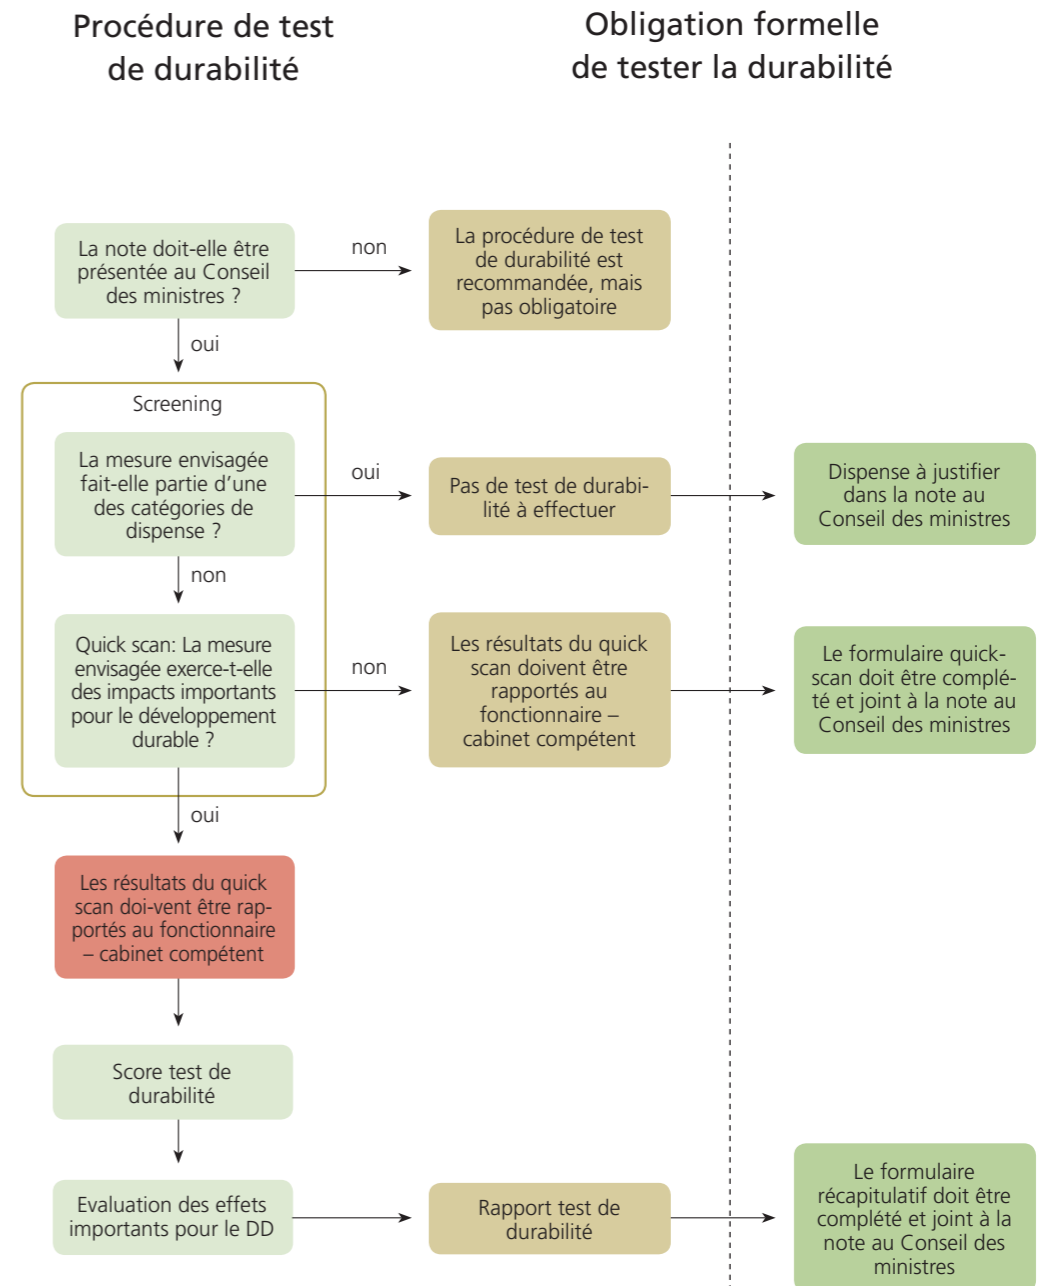 Procédure de test
de durabilité
Obligation formelle
de tester la durabilité
La note doit-elle être
présentée au Conseil
des ministres ?
non
La procédure de test
de durabilité est
recommandée, mais
pas obligatoire
oui
Screening
La mesure envisagée
fait-elle partie d’une
des catégories de
dispense ?
oui
Pas de test de durabi-
lité à effectuer
Dispense à justifier
dans la note au
Conseil des ministres
non
Quick scan: La mesure
envisagée exerce-t-elle
des impacts importants
pour le développement
durable ?
non
Les résultats du quick
scan doivent être
rapportés au
fonctionnaire –
cabinet compétent
Le formulaire quick-
scan doit être complé-
té et joint à la note au
Conseil des ministres
oui
Les résultats du quick
scan doi-vent être rap-
portés au fonctionnaire
– cabinet compétent
Score test de
durabilité
Evaluation des effets
importants pour le DD
Rapport test de
durabilité
Le formulaire
récapitulatif doit être
complété et joint à la
note au Conseil des
ministres